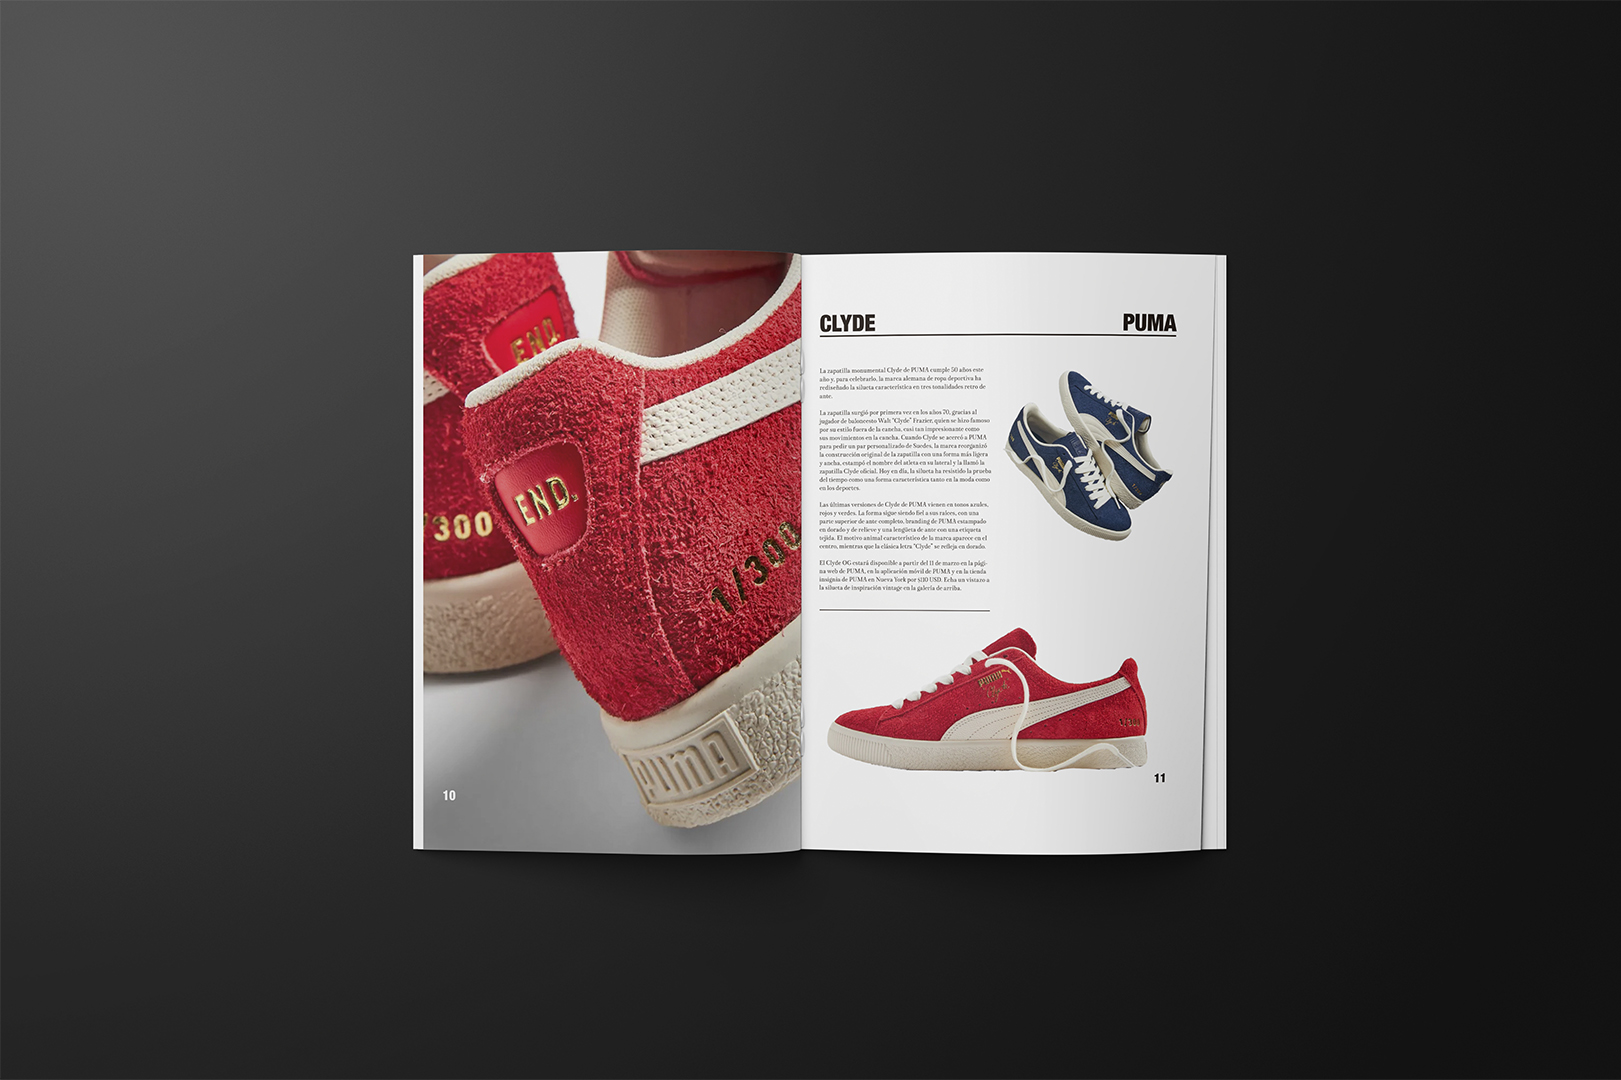 END.
END.
/300
1/300
PUMA
10
CLYDE
PUMA
La zapatilla monumental Clyde de PUMA cumple 50 años este
año y, para celebrarlo, la marca alemana de ropa deportiva ha
rediseñado la silueta característica en tres tonalidades retro de
ante.
La zapatilla surgió por primera vez en los años 70, gracias al
jugador de baloncesto Walt "Clyde" Frazier, quien se hizo famoso
por su estilo fuera de la cancha, casi tan impresionante como
sus movimientos en la cancha. Cuando Clyde se acercó a PUMA
para pedir un par personalizado de Suedes, la marca reorganizó
la construcción original de la zapatilla con una forma más ligera
y ancha, estampó el nombre del atleta en su lateral y la llamó la
zapatilla Clyde oficial. Hoy en día, la silueta ha resistido la prueba
del tiempo como una forma característica tanto en la moda como
en los deportes.
Las últimas versiones de Clyde de PUMA vienen en tonos azules,
rojos y verdes. La forma sigue siendo fiel a sus raíces, con una
parte superior de ante completo, branding de PUMA estampado
en dorado y de relieve y una lengüeta de ante con una etiqueta
tejida. El motivo animal característico de la marca aparece en el
centro, mientras que la clásica letra "Clyde" se refleja en dorado.
El Clyde OG estará disponible a partir del 11 de marzo en la pági-
na web de PUMA, en la aplicación móvil de PUMA y en la tienda
insignia de PUMA en Nueva York por $110 USD. Echa un vistazo a
la silueta de inspiración vintage en la galería de arriba.
PUMA
Clyde
1/300
11